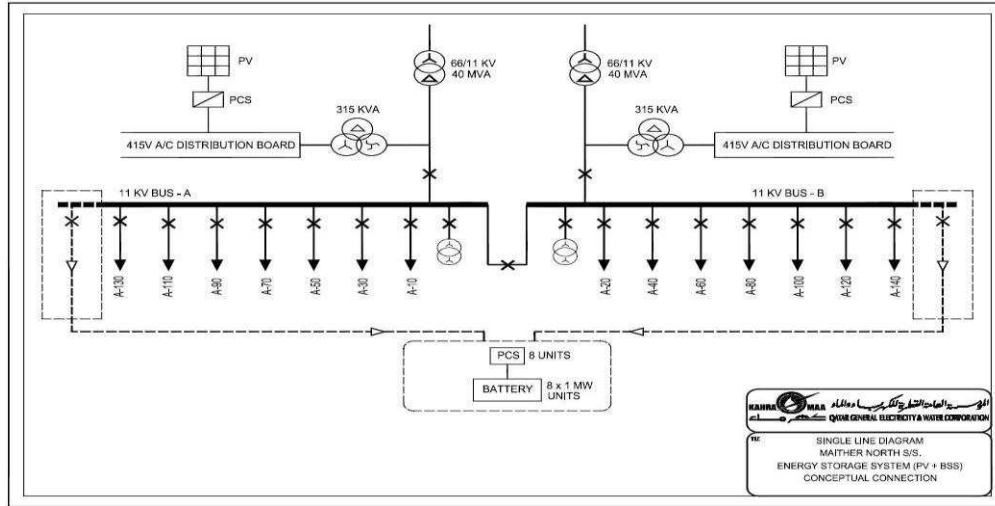 PV
PCS
66/11 KV
40 MVA
315 KVA
415V A/C DISTRIBUTION BOARD
66/11 KV
40 MVA
315 KVA
PV
PCS
415V A/C DISTRIBUTION BOARD
11 KV BUS - A
11 KV BUS - B
A-130
A-110
A-90
A-70
A-50
A-30
A-10
A-20
A-40
A-60
A-80
A-100
A-120
A-140
PCS 8 UNITS
BATTERY 8 x 1 MW
UNITS
KAHRA MAA
QATAR GENERAL ELECTRICITY & WATER CORPORATION
SINGLE LINE DIAGRAM
MAITHER NORTH S/S.
ENERGY STORAGE SYSTEM (PV + BSS)
CONCEPTUAL CONNECTION